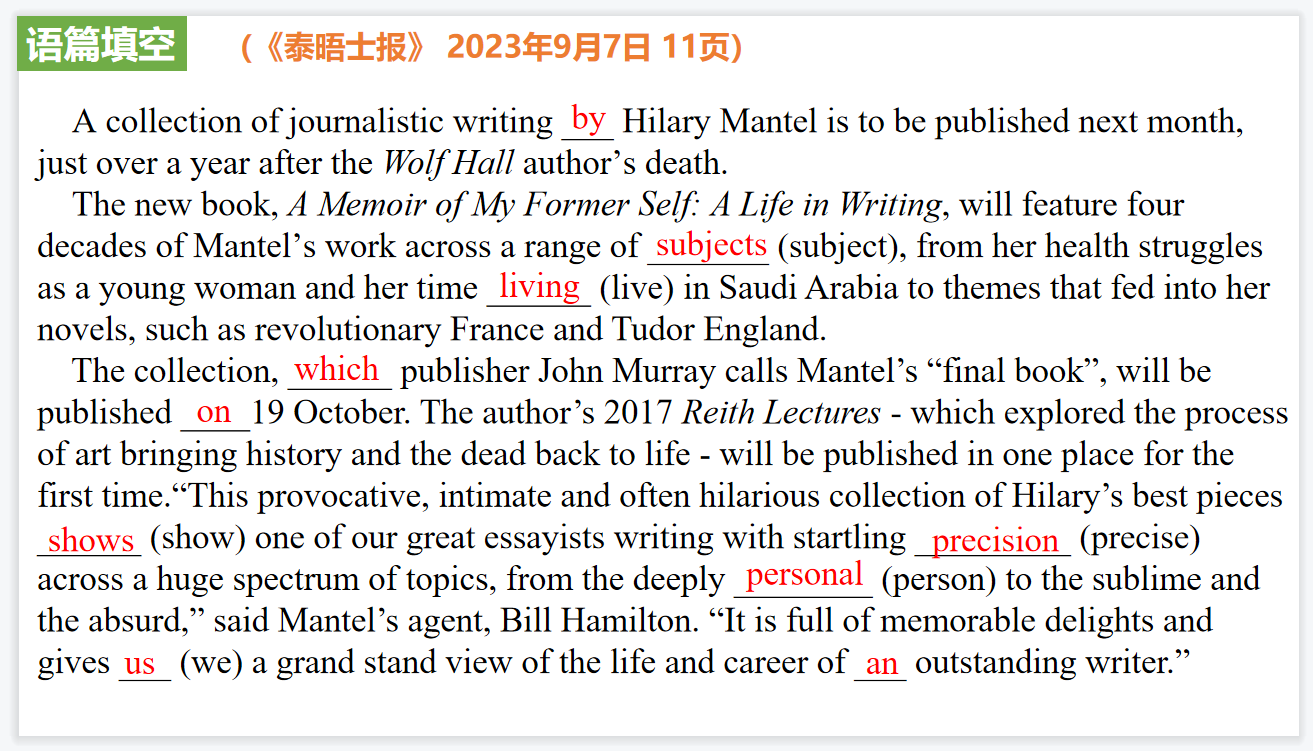 语篇填空 (《泰晤士报》 2023年9月7日 11页)
A collection of journalistic writing by Hilary Mantel is to be published next month,
just over a year after the Wolf Hall author’s death.
The new book, A Memoir of My Former Self: A Life in Writing, will feature four
decades of Mantel’s work across a range of subjects (subject), from her health struggles
as a young woman and her time living (live) in Saudi Arabia to themes that fed into her
novels, such as revolutionary France and Tudor England.
The collection, which publisher John Murray calls Mantel’s “final book”, will be
published on 19 October. The author’s 2017 Reith Lectures - which explored the process
of art bringing history and the dead back to life - will be published in one place for the
first time.“This provocative, intimate and often hilarious collection of Hilary’s best pieces
shows (show) one of our great essayists writing with startling precision (precise)
across a huge spectrum of topics, from the deeply personal (person) to the sublime and
the absurd,” said Mantel’s agent, Bill Hamilton. “It is full of memorable delights and
gives us (we) a grand stand view of the life and career of an outstanding writer.”